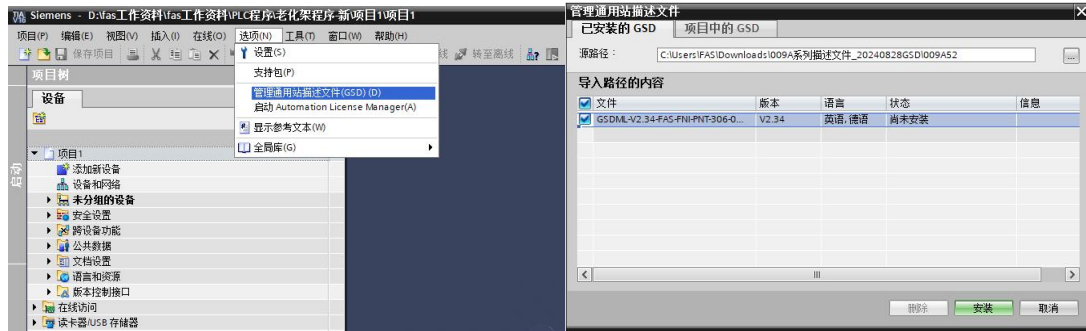 Siemens - D:\fas工作资料\fas工作资料\PLC程序\老化架程序-新\项目1\项目1
项目(P) 编辑(E) 视图(V) 插入(I) 在线(O) 选项(N) 工具(T) 窗口(W) 帮助(H)
保存项目 转至离线
设置(S)
支持包(P)
管理通用站描述文件(GSD)(D)
启动 Automation License Manager(A)
显示参考文本(W)
全局库(G)
项目树
设备
启动
项目1
添加新设备
设备和网络
未分组的设备
安全设置
跨设备功能
公共数据
文档设置
语言和资源
版本控制接口
在线访问
读卡器/USB 存储器
管理通用站描述文件
已安装的 GSD 项目中的 GSD
源路径： C:\Users\FAS\Downloads\009A系列描述文件_20240828GSD\009A52
导入路径的内容
文件 版本 语言 状态 信息
GSDML-V2.34-FAS-FNI-PNT-306-0... V2.34 英语, 德语 尚未安装
删除 安装 取消